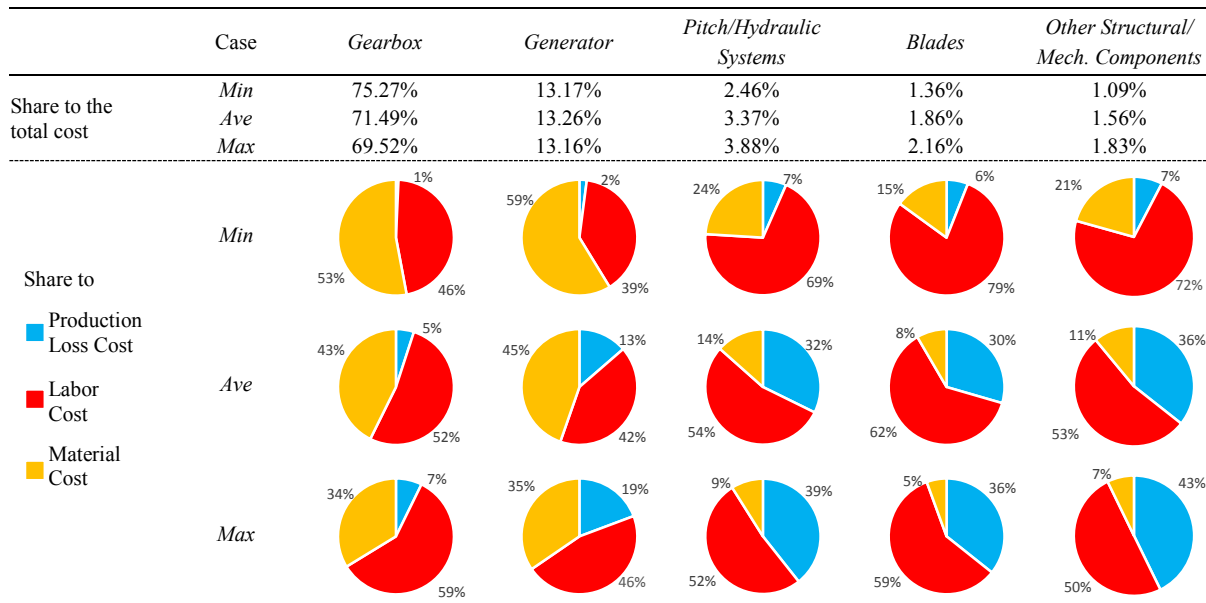 Case Gearbox Generator Pitch/Hydraulic Systems Blades Other Structural/ Mech. Components
Share to the total cost
Min 75.27% 13.17% 2.46% 1.36% 1.09%
Ave 71.49% 13.26% 3.37% 1.86% 1.56%
Max 69.52% 13.16% 3.88% 2.16% 1.83%
Share to
Production
Loss Cost
Labor
Cost
Material
Cost
Min
1% 46% 53%
2% 39% 59%
7% 69% 24%
6% 79% 15%
7% 72% 21%
Ave
5% 52% 43%
13% 42% 45%
32% 54% 14%
30% 62% 8%
36% 53% 11%
Max
7% 59% 34%
19% 46% 35%
39% 52% 9%
36% 59% 5%
43% 50% 7%